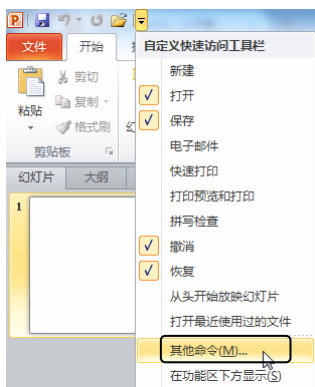 文件
开始
自定义快速访问工具栏
粘贴
剪切
复制
格式刷
剪贴板
幻灯片
大纲
1
新建
打开
保存
电子邮件
快速打印
打印预览和打印
拼写检查
撤消
恢复
从头开始放映幻灯片
打开最近使用过的文件
其他命令(M)...
在功能区下方显示(S)